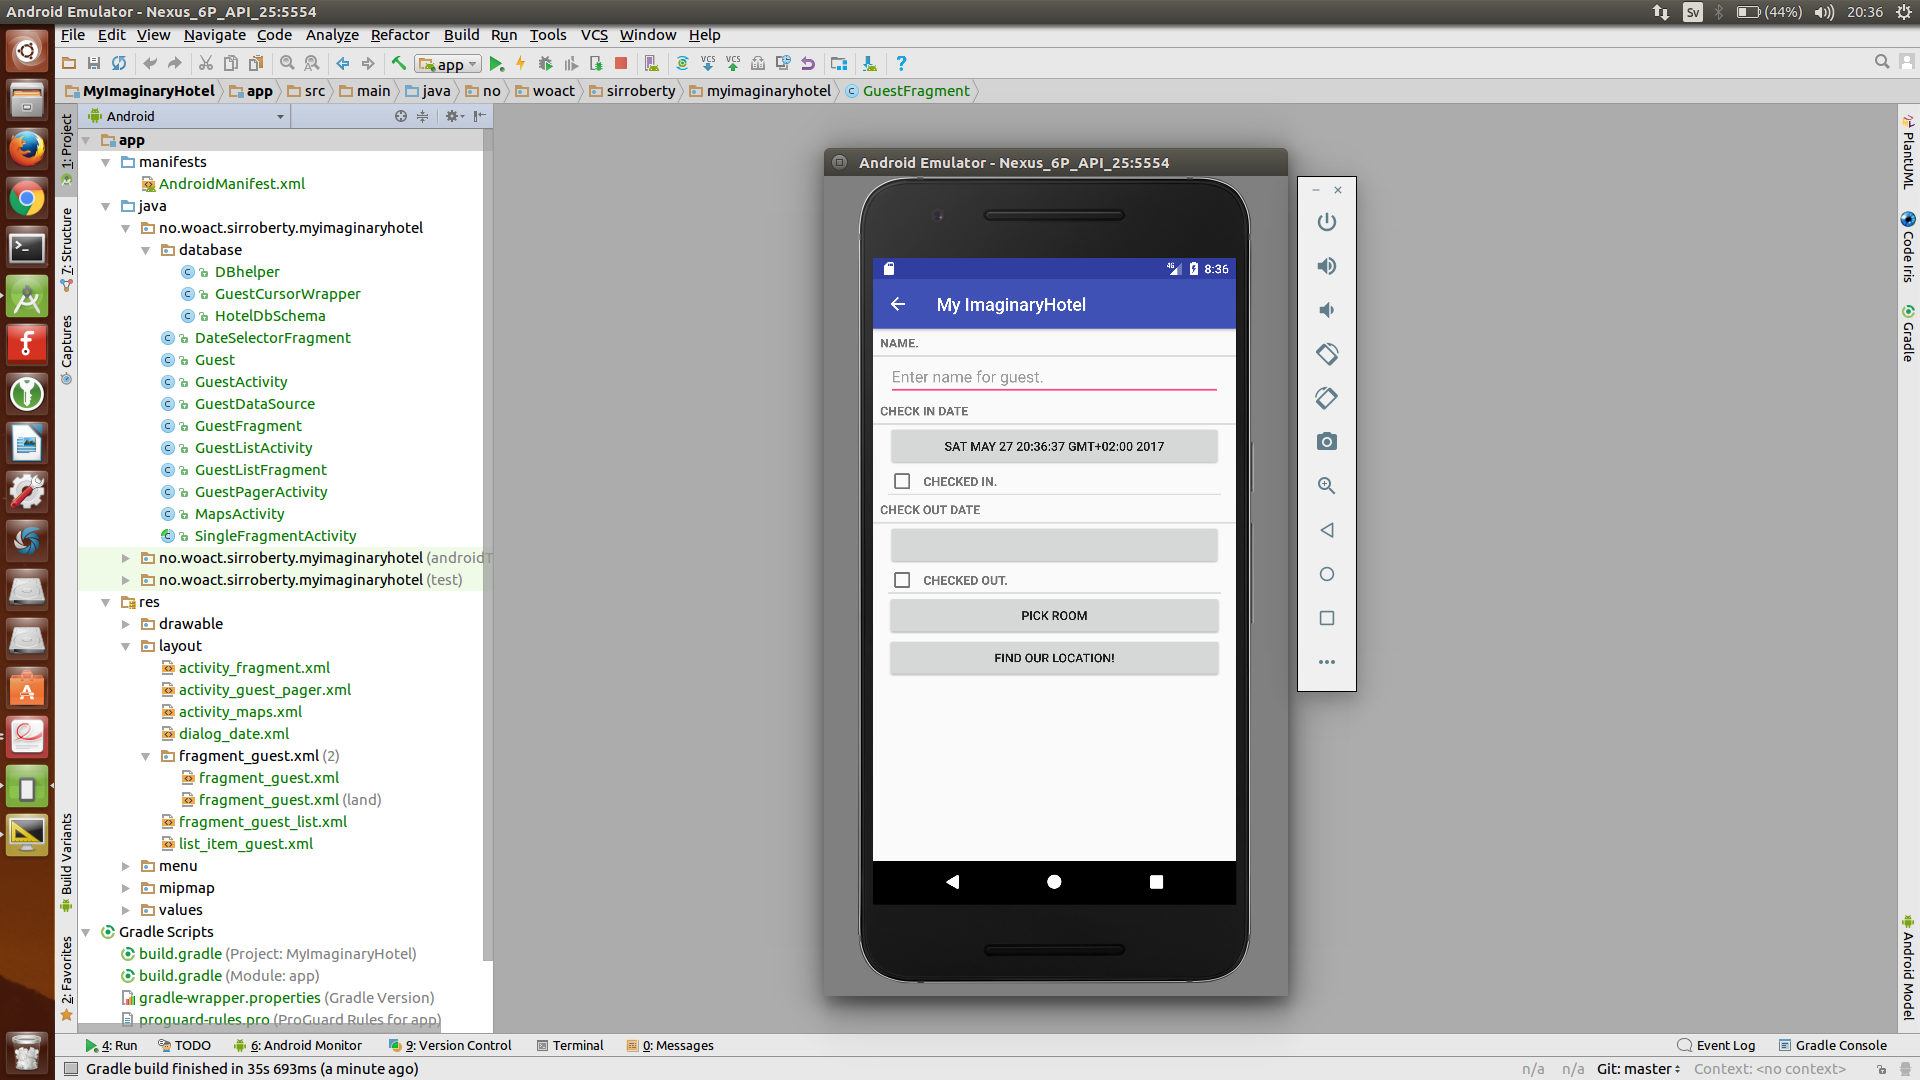 Android Emulator - Nexus_6P_API_25:5554
Sv
(44%)
20:36
File Edit View Navigate Code Analyze Refactor Build Run Tools VCS Window Help
app
VCS
VCS
MyImaginaryHotel app src main java no woact sirroberty myimaginaryhotel GuestFragment
Android
1: Project
7: Structure
Captures
Build Variants
2: Favorites
app
manifests
AndroidManifest.xml
java
no.woact.sirroberty.myimaginaryhotel
database
DBhelper
GuestCursorWrapper
HotelDbSchema
DateSelectorFragment
Guest
GuestActivity
GuestDataSource
GuestFragment
GuestListActivity
GuestListFragment
GuestPagerActivity
MapsActivity
SingleFragmentActivity
no.woact.sirroberty.myimaginaryhotel (androidT
no.woact.sirroberty.myimaginaryhotel (test)
res
drawable
layout
activity_fragment.xml
activity_guest_pager.xml
activity_maps.xml
dialog_date.xml
fragment_guest.xml (2)
fragment_guest.xml
fragment_guest.xml (land)
fragment_guest_list.xml
list_item_guest.xml
menu
mipmap
values
Gradle Scripts
build.gradle (Project: MyImaginaryHotel)
build.gradle (Module: app)
gradle-wrapper.properties (Gradle Version)
proguard-rules.pro (ProGuard Rules for app)
Android Emulator - Nexus_6P_API_25:5554
4G
8:36
My ImaginaryHotel
NAME.
Enter name for guest.
CHECK IN DATE
SAT MAY 27 20:36:37 GMT+02:00 2017
CHECKED IN.
CHECK OUT DATE
CHECKED OUT.
PICK ROOM
FIND OUR LOCATION!
PlantUML
Code Iris
Gradle
Android Model
4: Run TODO 6: Android Monitor 9: Version Control Terminal 0: Messages Event Log Gradle Console
Gradle build finished in 35s 693ms (a minute ago)
n/a n/a Git: master Context: <no context>